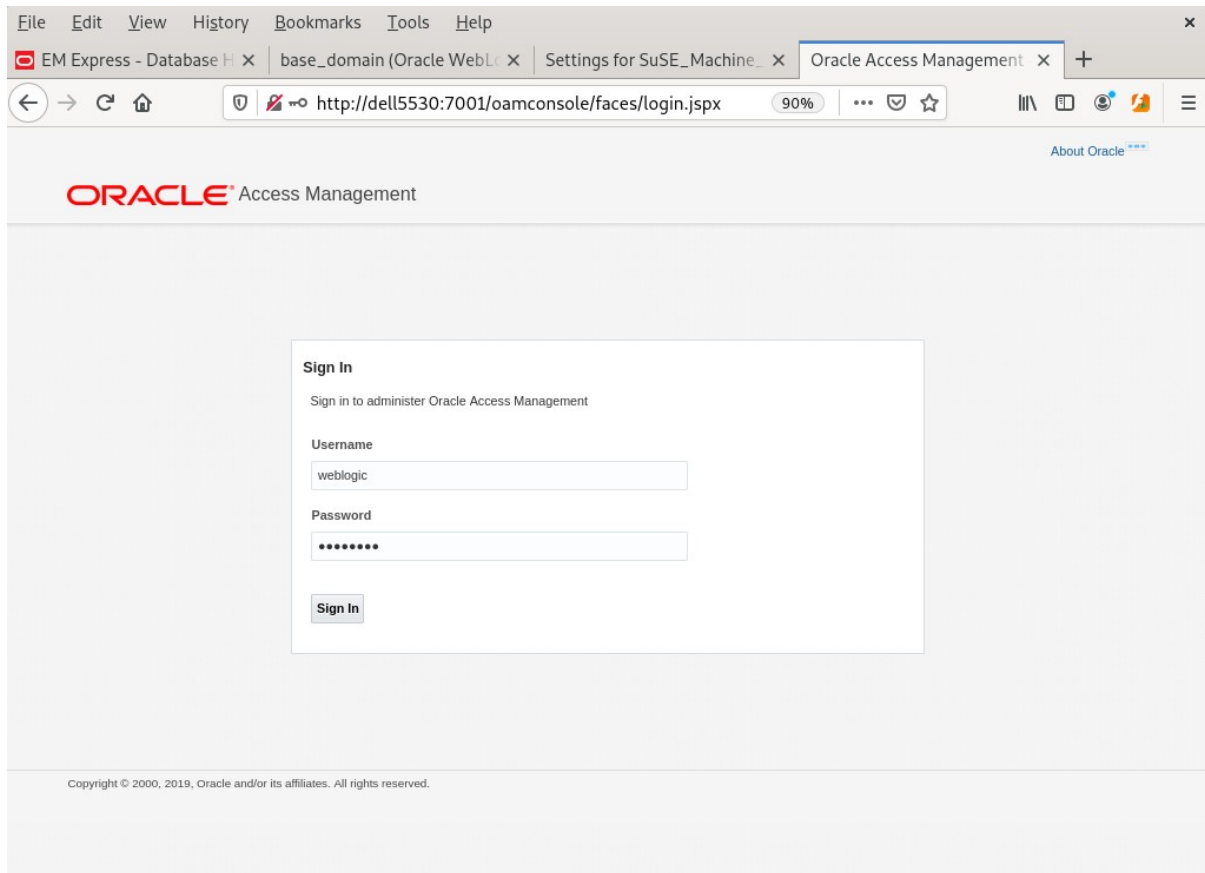 File Edit View History Bookmarks Tools Help
EM Express - Database H base_domain (Oracle WebLo Settings for SuSE_Machine_ Oracle Access Management
http://dell5530:7001/oamconsole/faces/login.jspx 90%
About Oracle
ORACLE® Access Management
Sign In
Sign in to administer Oracle Access Management
Username
weblogic
Password
••••••••
Sign In
Copyright © 2000, 2019, Oracle and/or its affiliates. All rights reserved.